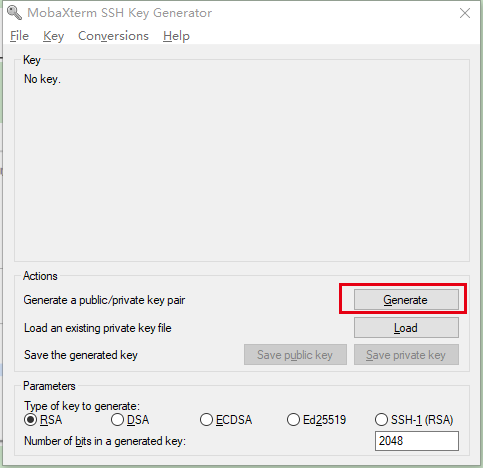 MobaXterm SSH Key Generator
File Key Conversions Help
Key
No key.
Actions
Generate a public/private key pair Generate
Load an existing private key file Load
Save the generated key Save public key Save private key
Parameters
Type of key to generate:
RSA DSA ECDSA Ed25519 SSH-1 (RSA)
Number of bits in a generated key: 2048